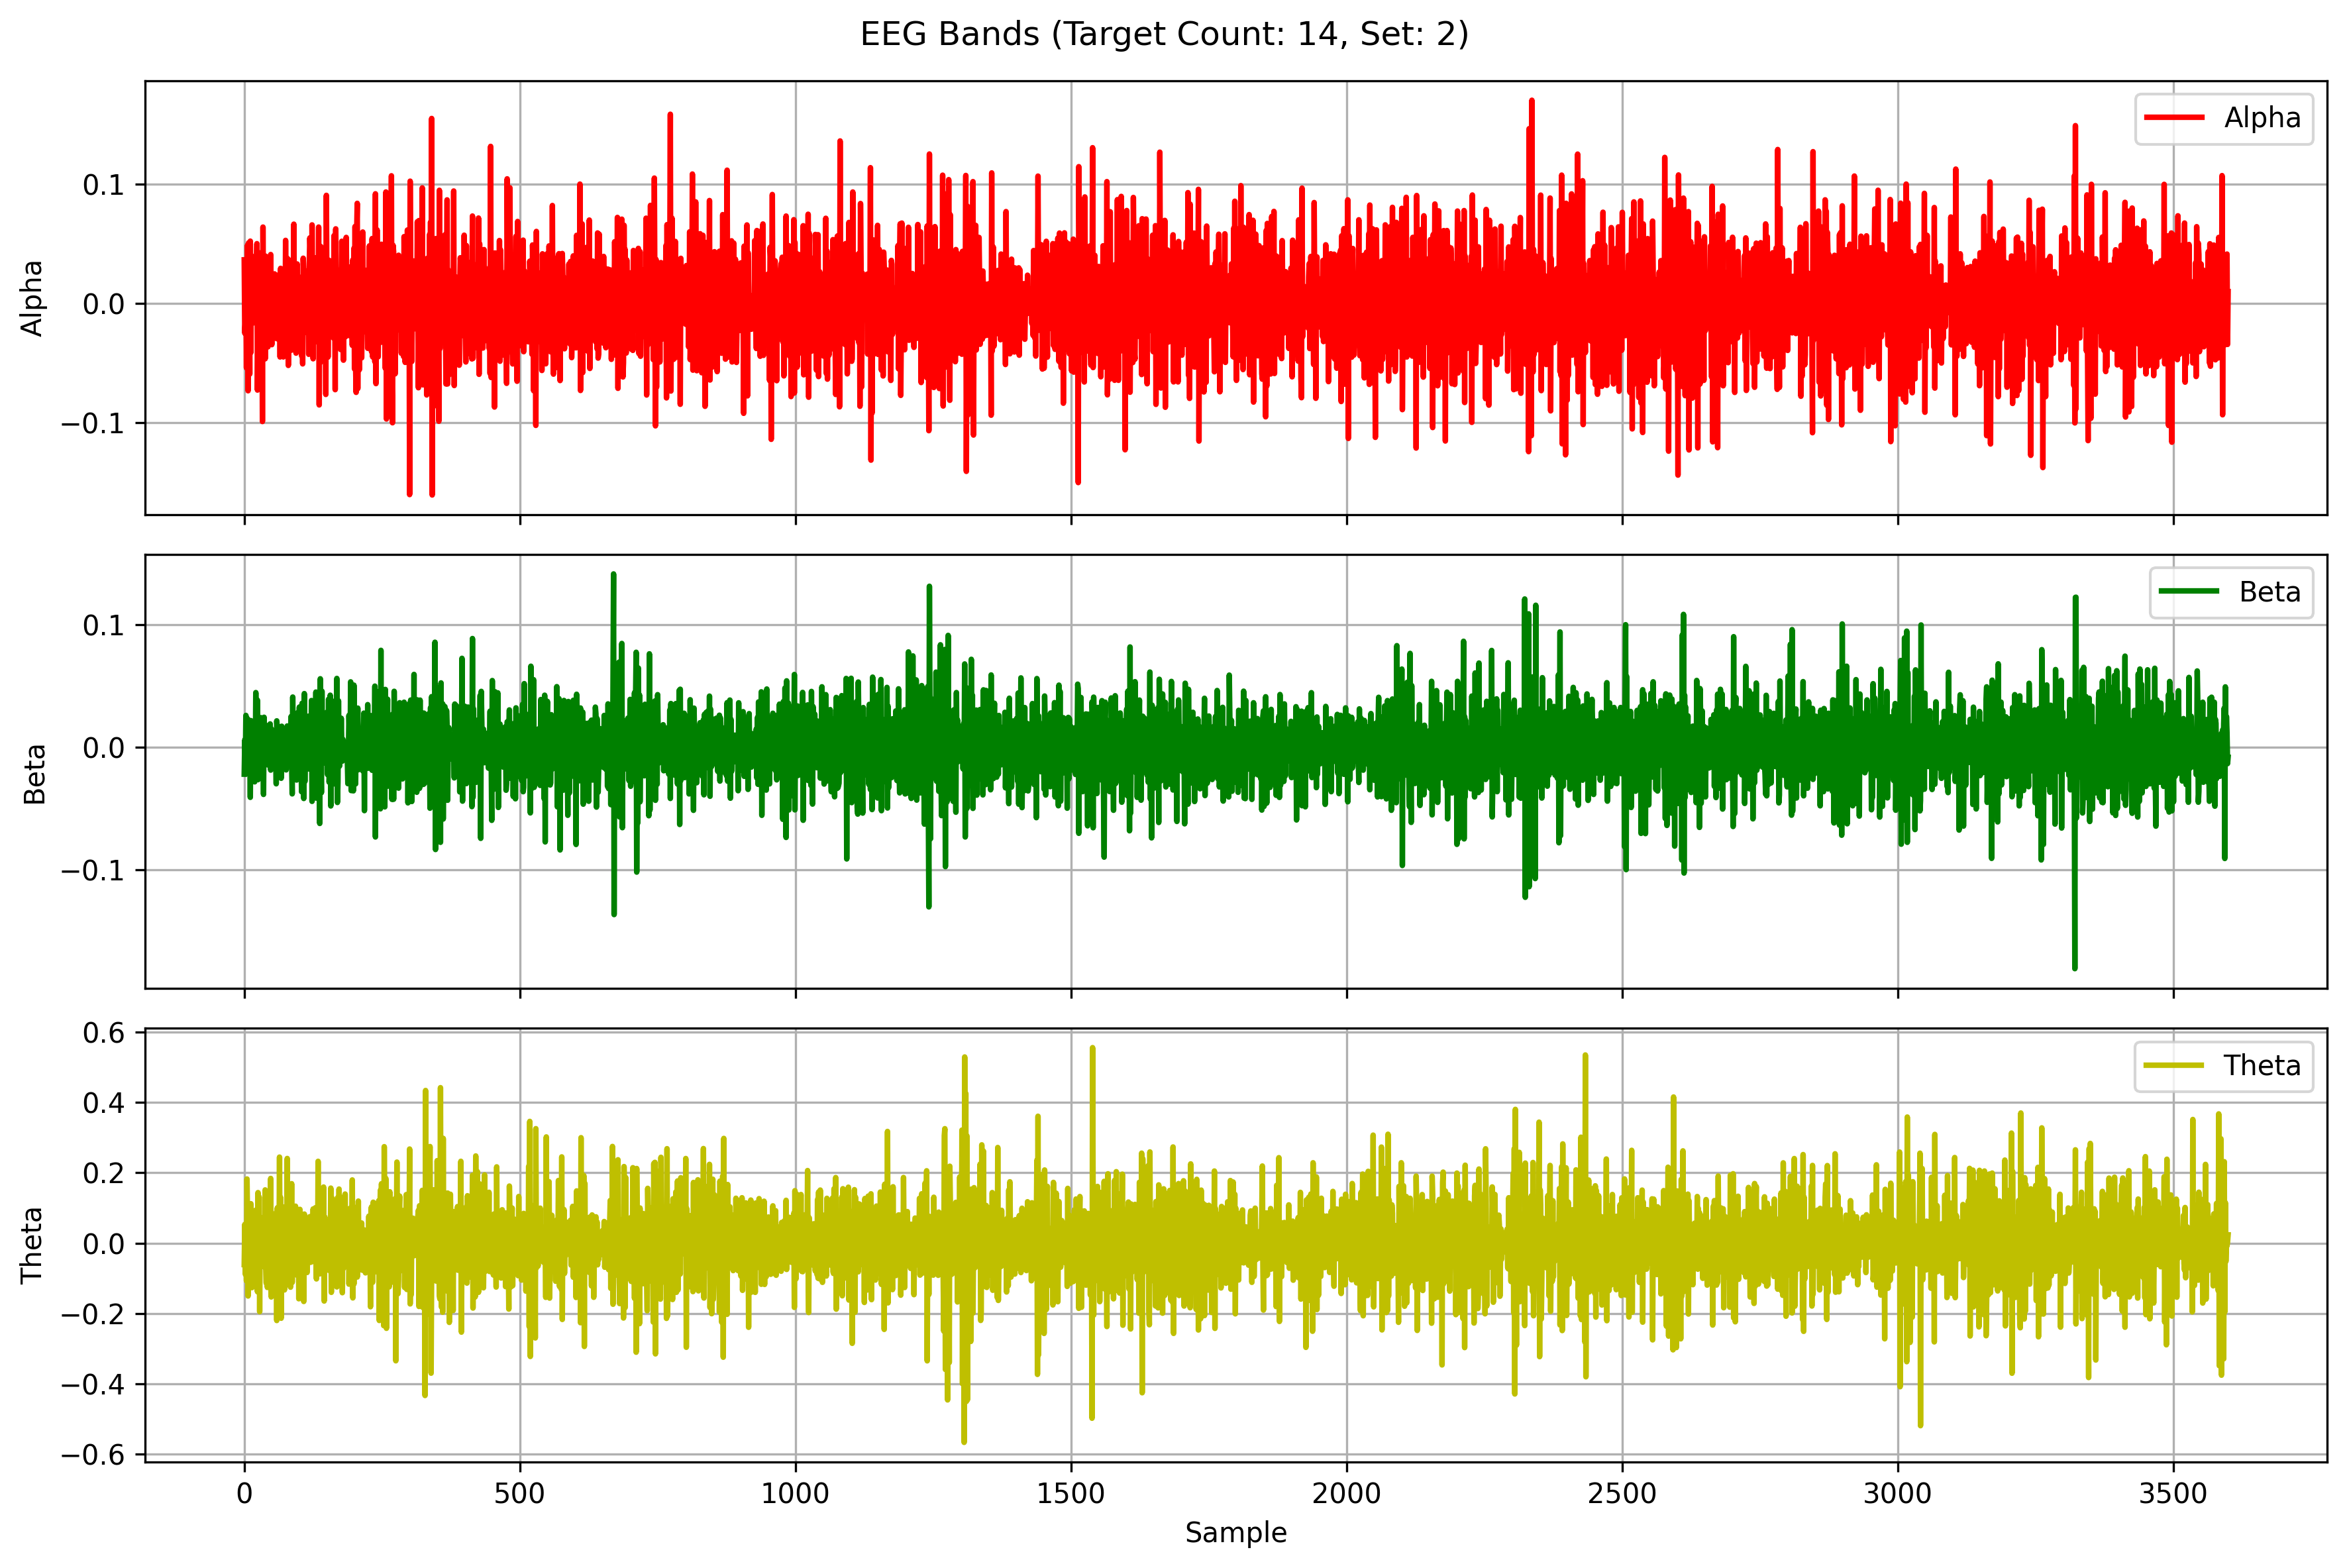 EEG Bands (Target Count: 14, Set: 2)
Alpha
0.1
0.0
−0.1
Alpha
Beta
0.1
0.0
−0.1
Beta
0.6
Theta
0.4
0.2
0.0
−0.2
−0.4
−0.6
Theta
0 500 1000 1500 2000 2500 3000 3500
Sample